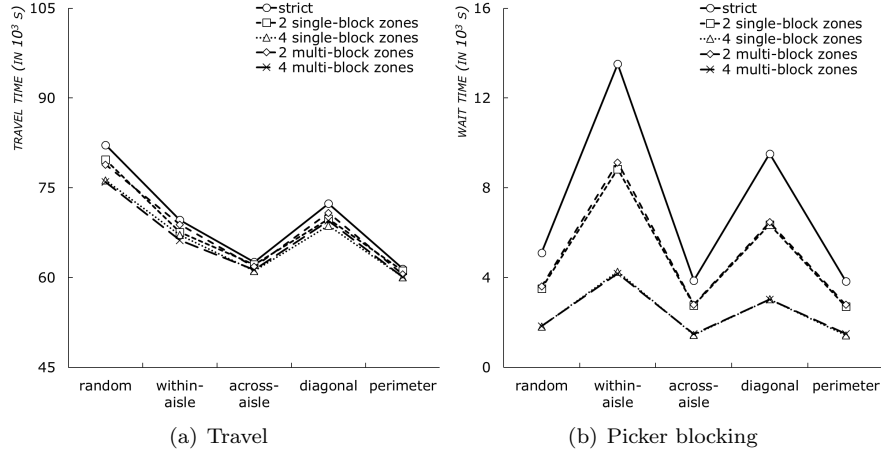 105
90
75
60
45
TRAVEL TIME (IN 10³ S)
strict
2 single-block zones
4 single-block zones
2 multi-block zones
4 multi-block zones
random within-aisle across-aisle diagonal perimeter
(a) Travel
16
12
8
4
0
WAIT TIME (IN 10³ S)
strict
2 single-block zones
4 single-block zones
2 multi-block zones
4 multi-block zones
random within-aisle across-aisle diagonal perimeter
(b) Picker blocking